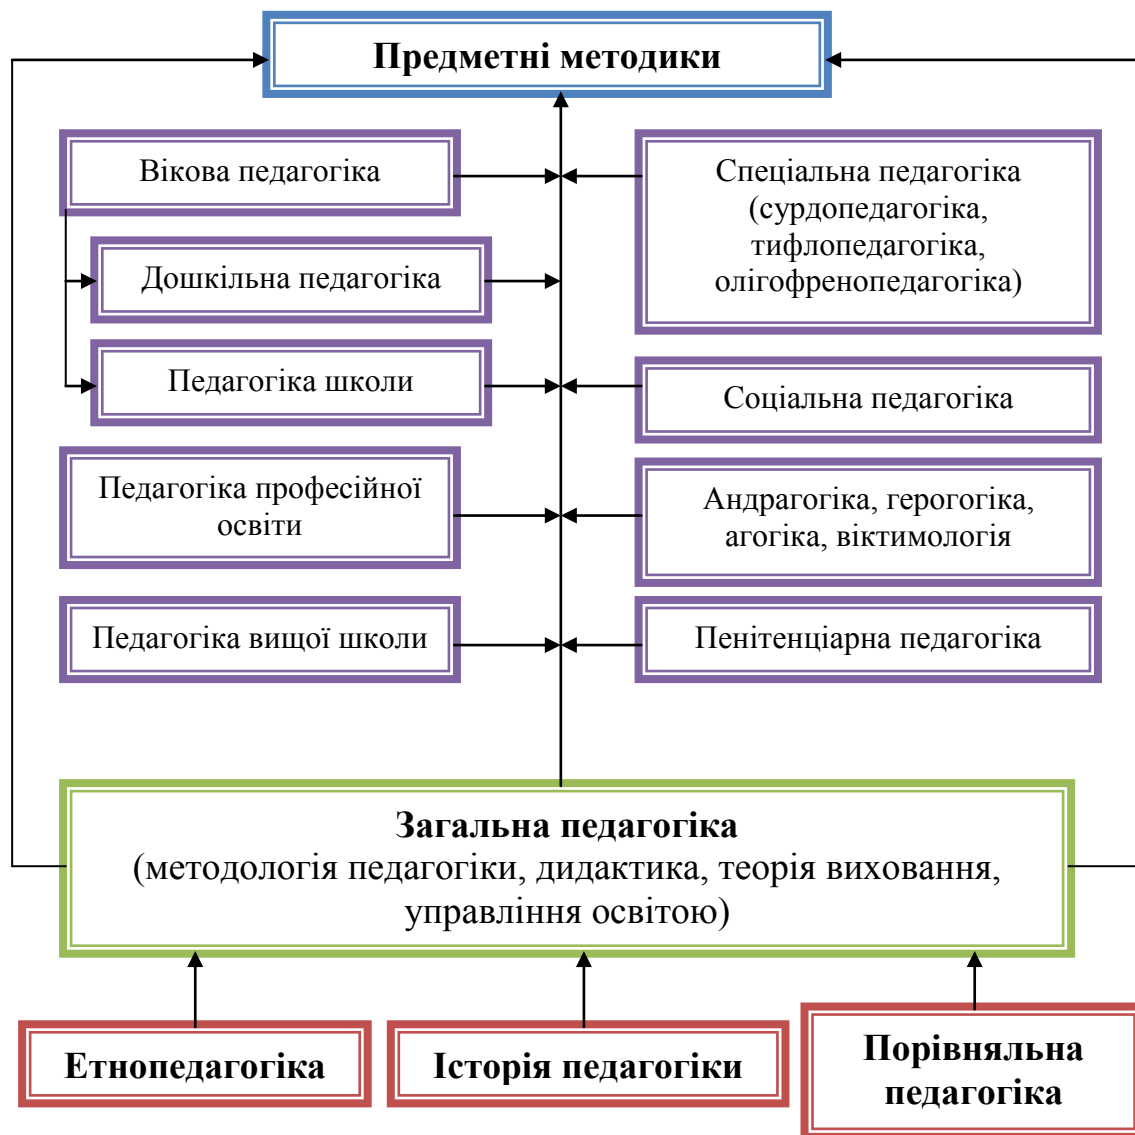 Предметні методики
Вікова педагогіка
Дошкільна педагогіка
Педагогіка школи
Педагогіка професійної
освіти
Педагогіка вищої школи
Спеціальна педагогіка
(сурдопедагогіка,
тифлопедагогіка,
олігофренопедагогіка)
Соціальна педагогіка
Андрагогіка, герогогіка,
агогіка, віктимологія
Пенітенціарна педагогіка
Загальна педагогіка
(методологія педагогіки, дидактика, теорія виховання,
управління освітою)
Етнопедагогіка
Історія педагогіки
Порівняльна
педагогіка